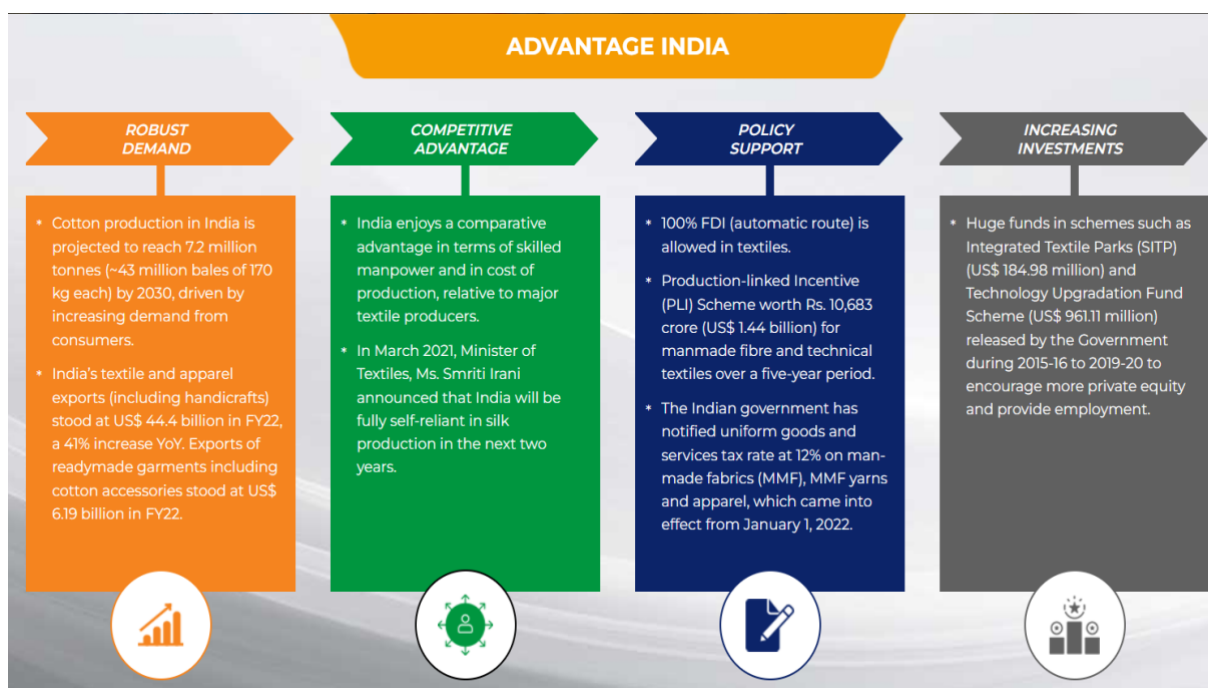 ADVANTAGE INDIA
ROBUST
DEMAND
* Cotton production in India is
projected to reach 7.2 million
tonnes (~43 million bales of 170
kg each) by 2030, driven by
increasing demand from
consumers.
* India's textile and apparel
exports (including handicrafts)
stood at US$ 44.4 billion in FY22,
a 41% increase YoY. Exports of
readymade garments including
cotton accessories stood at US$
6.19 billion in FY22.
COMPETITIVE
ADVANTAGE
* India enjoys a comparative
advantage in terms of skilled
manpower and in cost of
production, relative to major
textile producers.
* In March 2021, Minister of
Textiles, Ms. Smriti Irani
announced that India will be
fully self-reliant in silk
production in the next two
years.
POLICY
SUPPORT
* 100% FDI (automatic route) is
allowed in textiles.
* Production-linked Incentive
(PLI) Scheme worth Rs. 10,683
crore (US$ 1.44 billion) for
manmade fibre and technical
textiles over a five-year period.
* The Indian government has
notified uniform goods and
services tax rate at 12% on man-
made fabrics (MMF), MMF yarns
and apparel, which came into
effect from January 1, 2022.
INCREASING
INVESTMENTS
* Huge funds in schemes such as
Integrated Textile Parks (SITP)
(US$ 184.98 million) and
Technology Upgradation Fund
Scheme (US$ 961.11 million)
released by the Government
during 2015-16 to 2019-20 to
encourage more private equity
and provide employment.